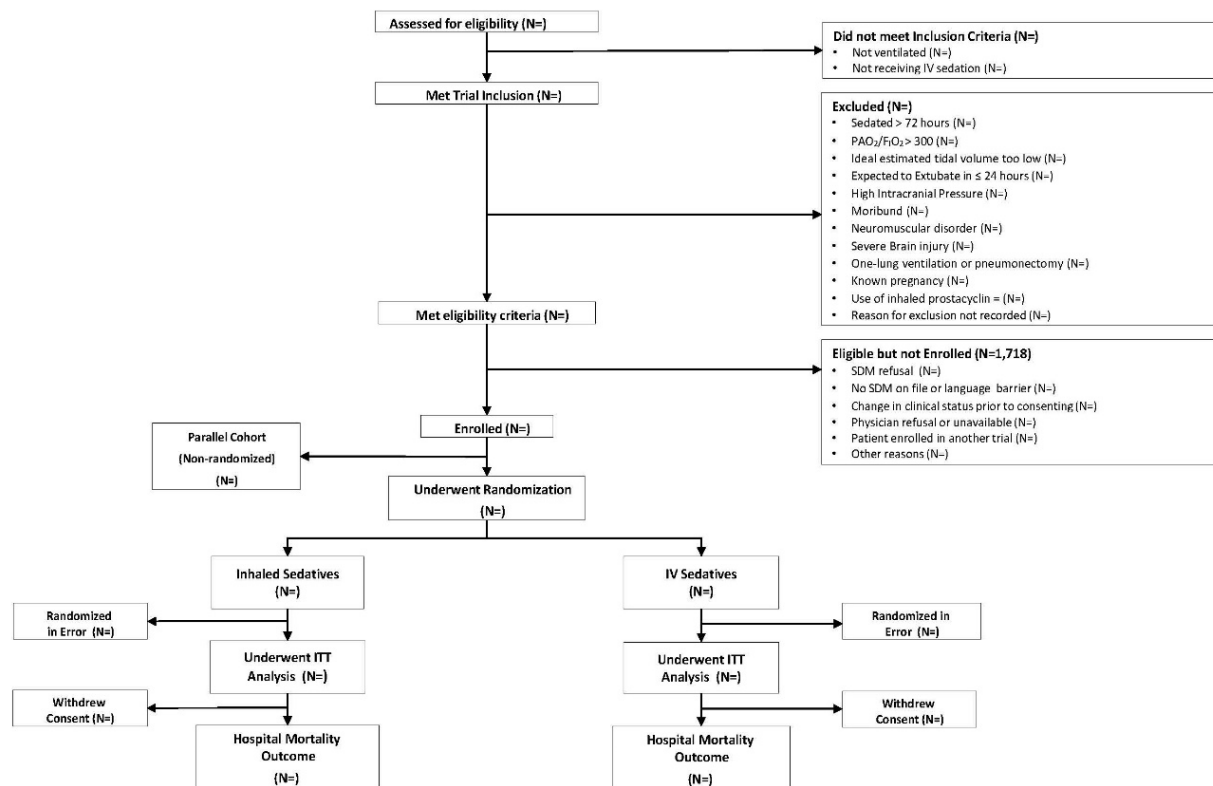 Assessed for eligibility (N=)
Did not meet Inclusion Criteria (N=)
• Not ventilated (N=)
• Not receiving IV sedation (N=)
Met Trial Inclusion (N=)
Excluded (N=)
• Sedated > 72 hours (N=)
• PAO₂/FIO₂ > 300 (N=)
• Ideal estimated tidal volume too low (N=)
• Expected to Extubate in ≤ 24 hours (N=)
• High Intracranial Pressure (N=)
• Moribund (N=)
• Neuromuscular disorder (N=)
• Severe Brain injury (N=)
• One-lung ventilation or pneumonectomy (N=)
• Known pregnancy (N=)
• Use of inhaled prostacyclin = (N=)
• Reason for exclusion not recorded (N=)
Met eligibility criteria (N=)
Eligible but not Enrolled (N=1,718)
• SDM refusal (N=)
• No SDM on file or language barrier (N=)
• Change in clinical status prior to consenting (N=)
• Physician refusal or unavailable (N=)
• Patient enrolled in another trial (N=)
• Other reasons (N=)
Enrolled (N=)
Parallel Cohort
(Non-randomized)
(N=)
Underwent Randomization
(N=)
Inhaled Sedatives
(N=)
IV Sedatives
(N=)
Randomized
in Error (N=)
Randomized in
Error (N=)
Underwent ITT
Analysis (N=)
Underwent ITT
Analysis (N=)
Withdrew
Consent (N=)
Withdrew
Consent (N=)
Hospital Mortality
Outcome
(N=)
Hospital Mortality
Outcome
(N=)